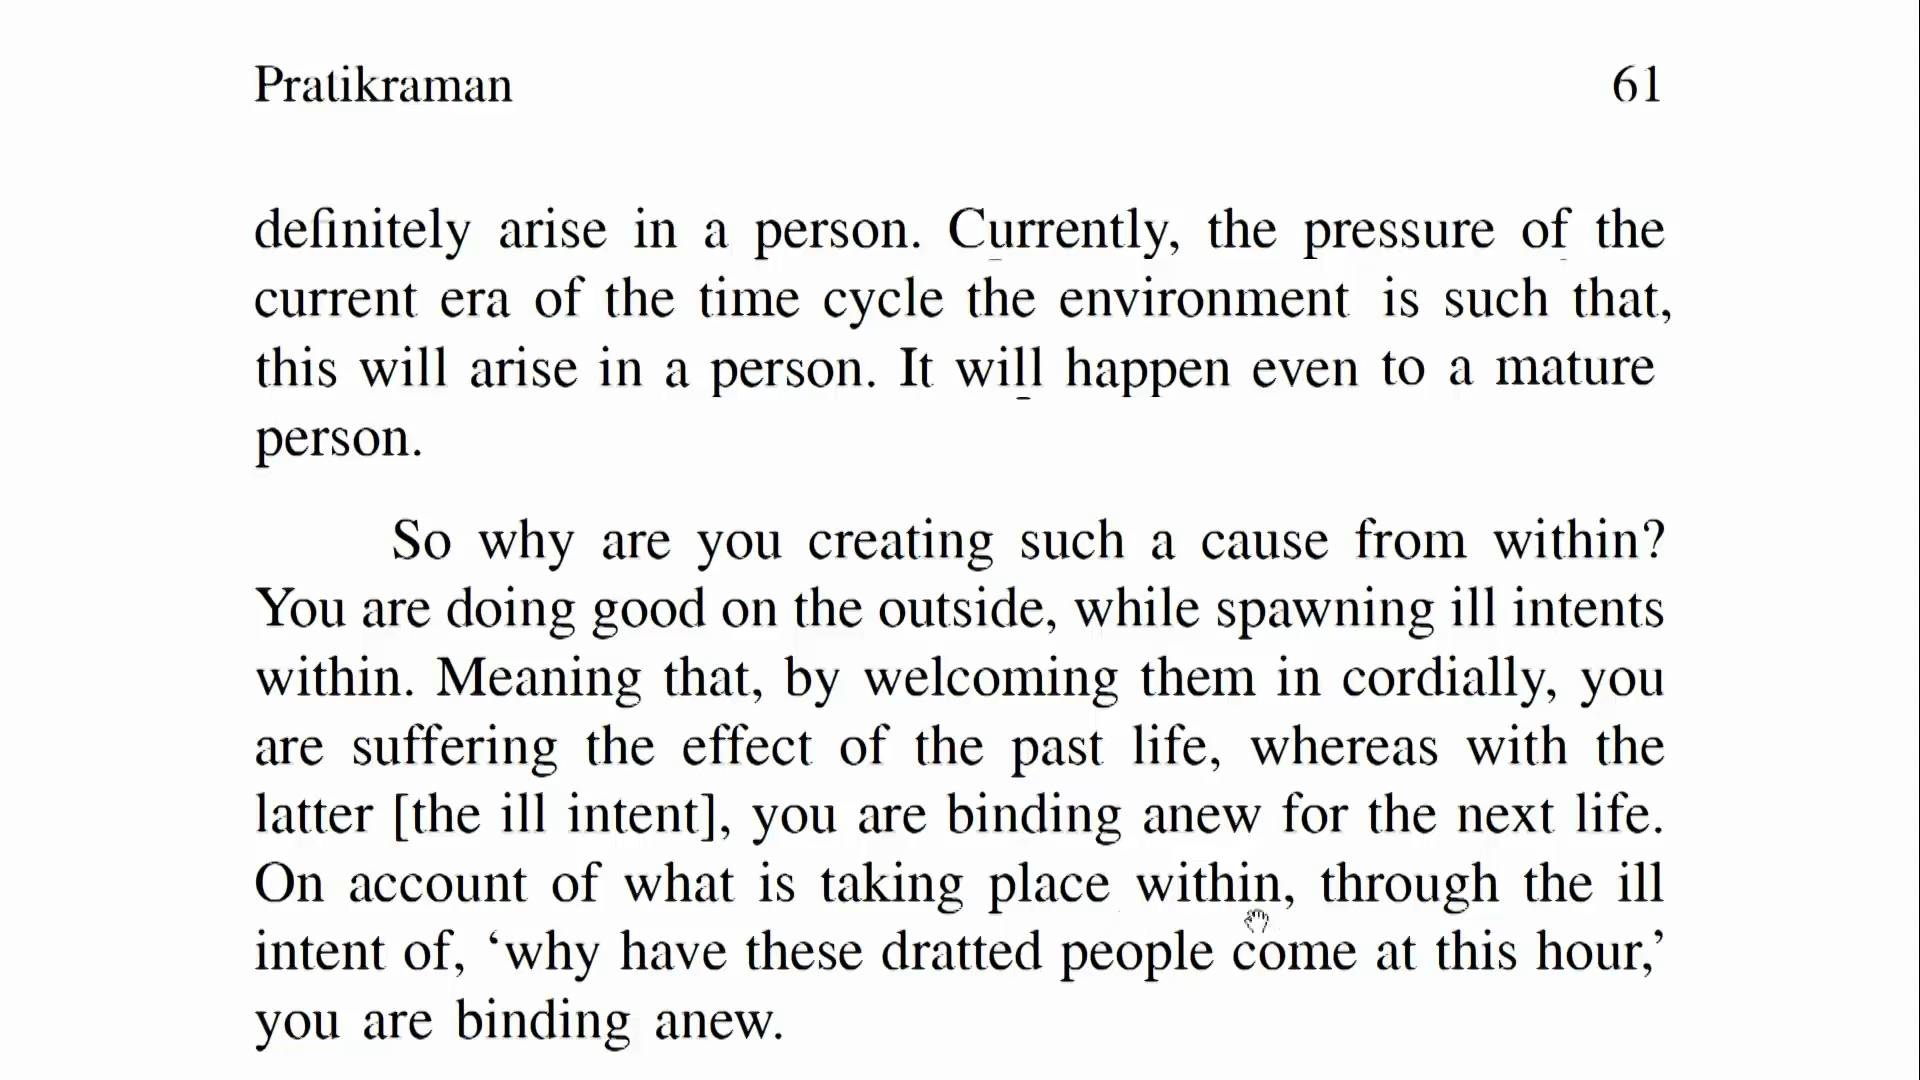 Pratikraman 61
definitely arise in a person. Currently, the pressure of the
current era of the time cycle the environment is such that,
this will arise in a person. It will happen even to a mature
person.
So why are you creating such a cause from within?
You are doing good on the outside, while spawning ill intents
within. Meaning that, by welcoming them in cordially, you
are suffering the effect of the past life, whereas with the
latter [the ill intent], you are binding anew for the next life.
On account of what is taking place within, through the ill
intent of, ‘why have these dratted people come at this hour,’
you are binding anew.